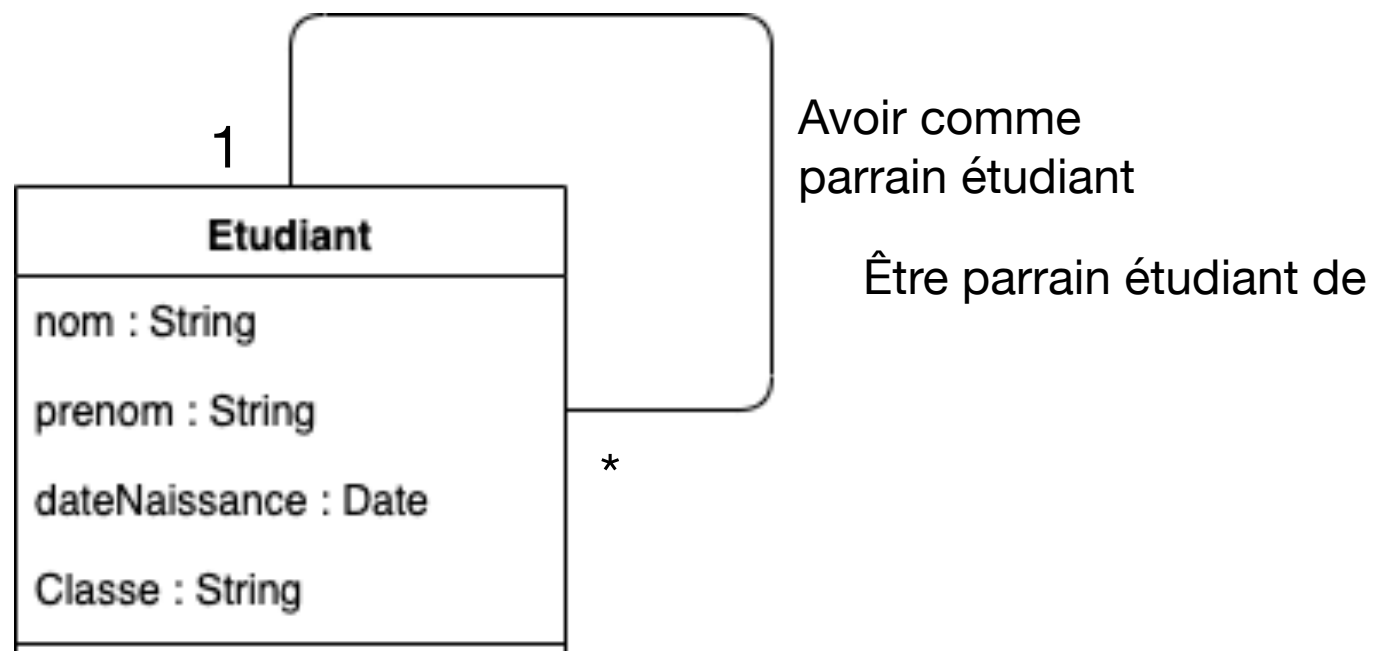 Avoir comme
parrain étudiant
1
Etudiant
Être parrain étudiant de
nom : String
prenom : String
dateNaissance : Date
*
Classe : String